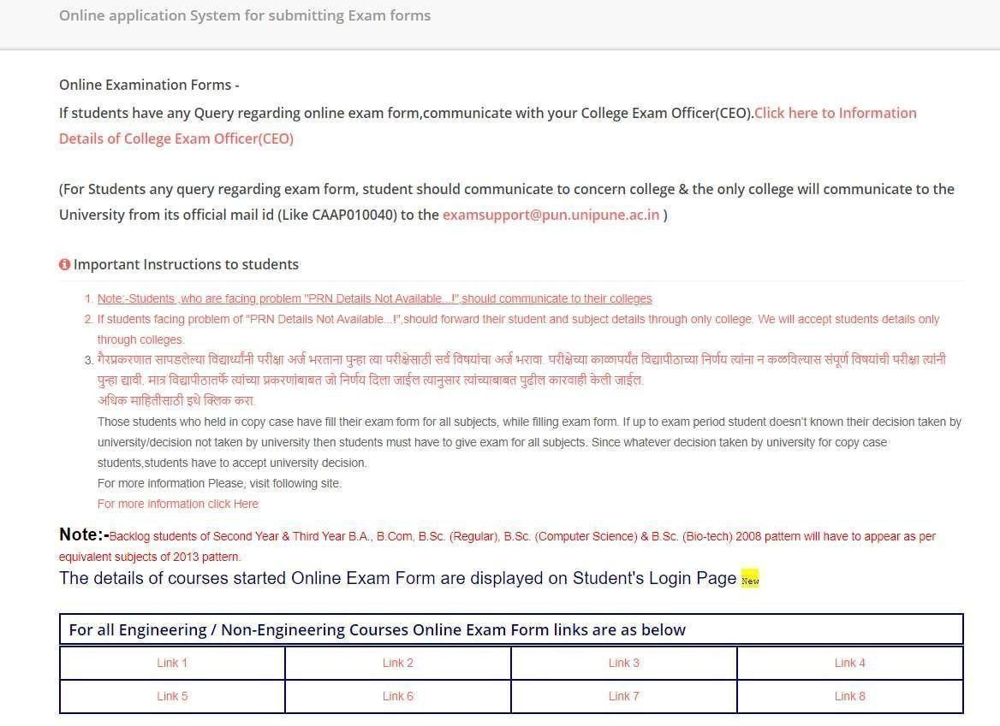 Online application System for submitting Exam forms
Online Examination Forms -
If students have any Query regarding online exam form,communicate with your College Exam Officer(CEO).Click here to Information
Details of College Exam Officer(CEO)
(For Students any query regarding exam form, student should communicate to concern college & the only college will communicate to the
University from its official mail id (Like CAAP010040) to the examsupport@pun.unipune.ac.in )
Important Instructions to students
1. Note:-Students ,who are facing problem "PRN Details Not Available...!",should communicate to their colleges
2. If students facing problem of "PRN Details Not Available...!",should forward their student and subject details through only college. We will accept students details only
through colleges.
3. गैरप्रकरणात सापडलेल्या विद्यार्थ्यांनी परीक्षा अर्ज भरताना पुन्हा त्या परीक्षेसाठी सर्व विषयांचा अर्ज भरावा. परीक्षेच्या काळापर्यंत विद्यापीठाच्या निर्णय त्यांना न कळविल्यास संपूर्ण विषयांची परीक्षा त्यांनी
पुन्हा द्यावी. मात्र विद्यापीठातर्फे त्यांच्या प्रकरणांबाबत जो निर्णय दिला जाईल त्यानुसार त्यांच्याबाबत पुढील कारवाही केली जाईल.
अधिक माहितीसाठी इथे क्लिक करा.
Those students who held in copy case have fill their exam form for all subjects, while filling exam form. If up to exam period student doesn't known their decision taken by
university/decision not taken by university then students must have to give exam for all subjects. Since whatever decision taken by university for copy case
students,students have to accept university decision.
For more information Please, visit following site.
For more information click Here
Note:-Backlog students of Second Year & Third Year B.A., B.Com, B.Sc. (Regular), B.Sc. (Computer Science) & B.Sc. (Bio-tech) 2008 pattern will have to appear as per
equivalent subjects of 2013 pattern.
The details of courses started Online Exam Form are displayed on Student's Login Page New
For all Engineering / Non-Engineering Courses Online Exam Form links are as below
Link 1 Link 2 Link 3 Link 4
Link 5 Link 6 Link 7 Link 8